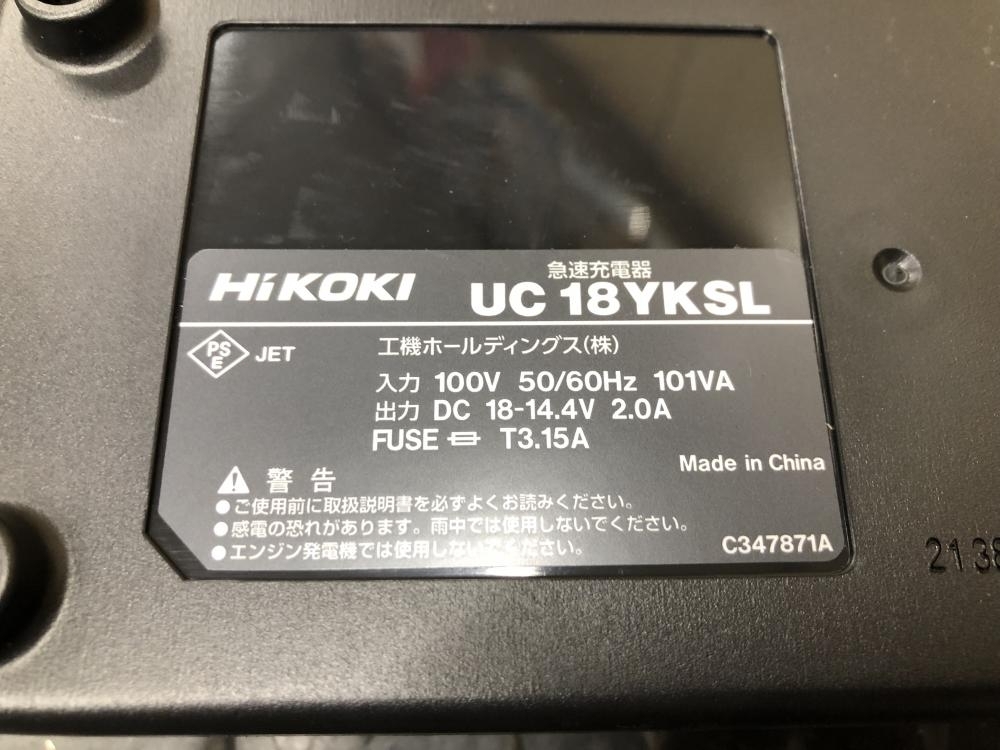 急速充電器
HiKOKI UC 18YKSL
PSE JET 工機ホールディングス(株)
入力 100V 50/60Hz 101VA
出力 DC 18-14.4V 2.0A
FUSE T3.15A
Made in China
警告
●ご使用前に取扱説明書を必ずよくお読みください。
●感電の恐れがあります。雨中では使用しないでください。
●エンジン発電機では使用しないでください。
C347871A